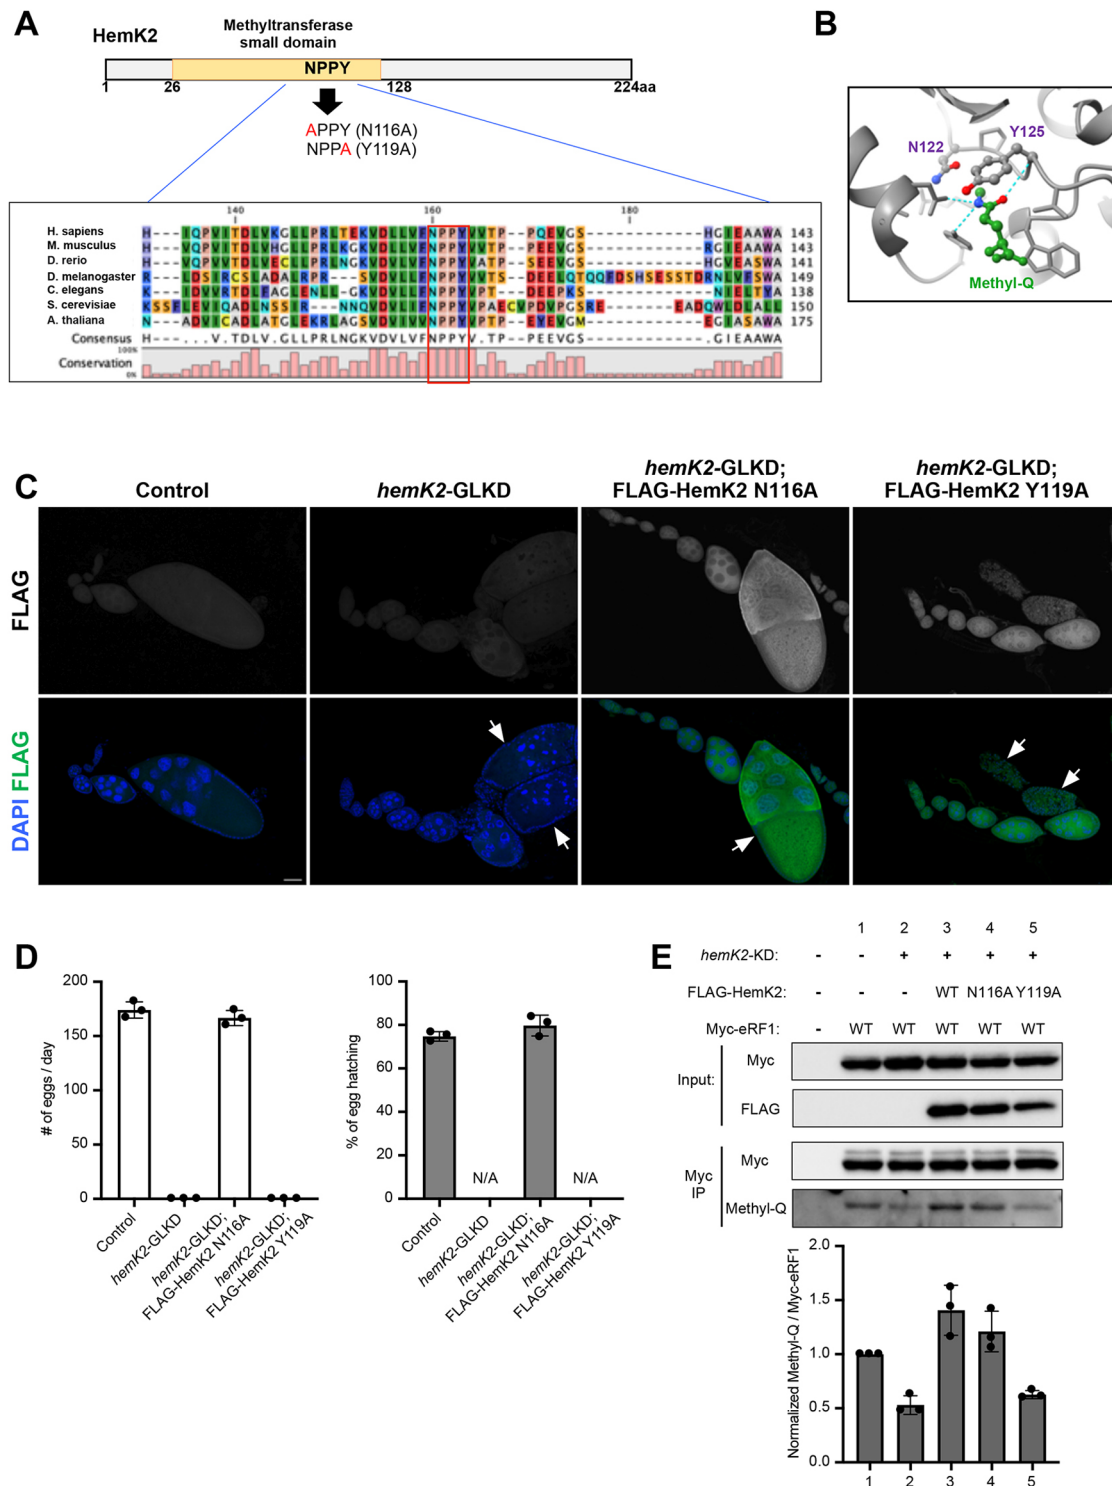 A
HemK2
Methyltransferase
small domain
NPPY
1 26 128 224aa
APPY (N116A)
NPPA (Y119A)
140 160 180
H. sapiens 143
M. musculus 143
D. rerio 141
D. melanogaster 149
C. elegans 138
S. cerevisiae 150
A. thaliana 175
Consensus
100%
Conservation
0%
B
N122
Y125
Methyl-Q
C
Control
hemK2-GLKD
hemK2-GLKD;
FLAG-HemK2 N116A
hemK2-GLKD;
FLAG-HemK2 Y119A
FLAG
DAPI FLAG
D
# of eggs / day
200
150
100
50
0
Control
hemK2-GLKD
hemK2-GLKD;
FLAG-HemK2 N116A
hemK2-GLKD;
FLAG-HemK2 Y119A
% of egg hatching
100
80
60
40
20
0
N/A N/A
Control
hemK2-GLKD
hemK2-GLKD;
FLAG-HemK2 N116A
hemK2-GLKD;
FLAG-HemK2 Y119A
E
1 2 3 4 5
hemK2-KD: - - + + + +
FLAG-HemK2: - - - WT N116A Y119A
Myc-eRF1: - WT WT WT WT WT
Input:
Myc
FLAG
Myc
IP
Myc
Methyl-Q
Normalized Methyl-Q / Myc-eRF1
2.0
1.5
1.0
0.5
0.0
1 2 3 4 5